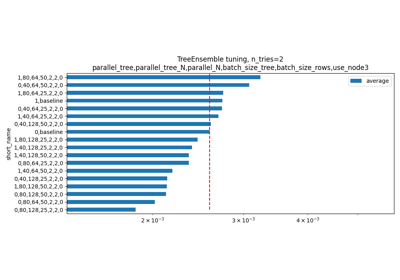 TreeEnsemble tuning, n_tries=2
parallel_tree,parallel_tree_N,parallel_N,batch_size_tree,batch_size_rows,use_node3
average
short_name
1,80,64,50,2,2,0
0,40,64,50,2,2,0
1,80,64,25,2,2,0
1,baseline
0,40,64,25,2,2,0
1,40,64,25,2,2,0
0,40,128,50,2,2,0
0,baseline
1,80,128,25,2,2,0
1,40,128,25,2,2,0
1,40,128,50,2,2,0
0,80,64,25,2,2,0
1,40,64,50,2,2,0
0,40,128,25,2,2,0
1,80,128,50,2,2,0
0,80,128,50,2,2,0
0,80,64,50,2,2,0
0,80,128,25,2,2,0
2 × 10⁻³ 3 × 10⁻³ 4 × 10⁻³